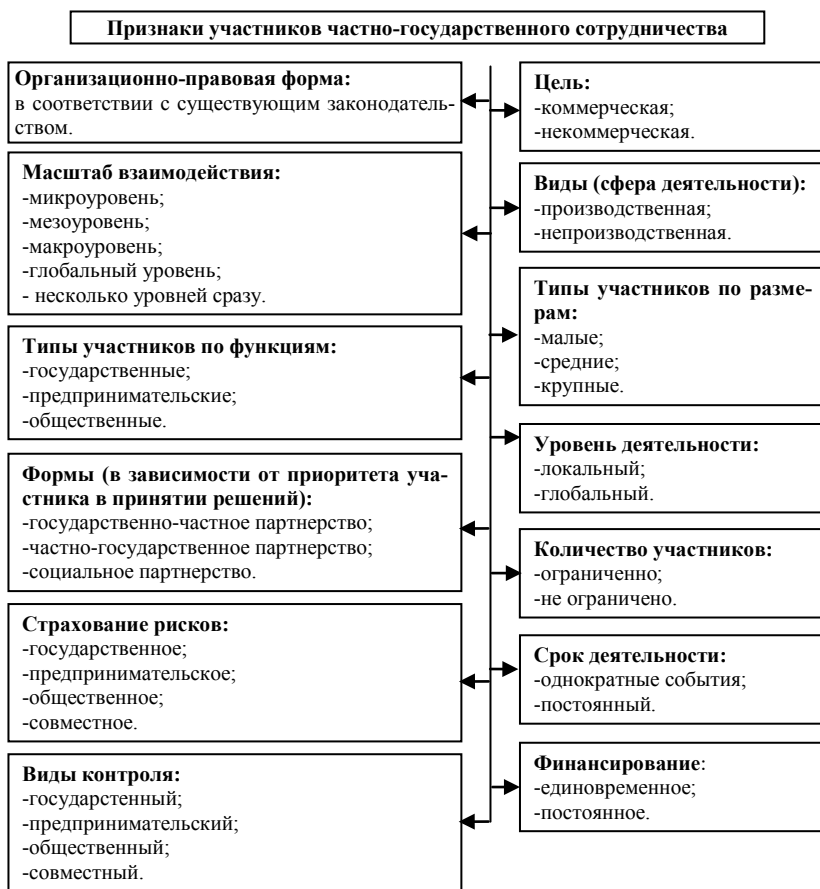 Признаки участников частно-государственного сотрудничества
Организационно-правовая форма:
в соответствии с существующим законодатель-
ством.
Масштаб взаимодействия:
-микроуровень;
-мезоуровень;
-макроуровень;
-глобальный уровень;
- несколько уровней сразу.
Типы участников по функциям:
-государственные;
-предпринимательские;
-общественные.
Формы (в зависимости от приоритета уча-
стника в принятии решений):
-государственно-частное партнерство;
-частно-государственное партнерство;
-социальное партнерство.
Страхование рисков:
-государственное;
-предпринимательское;
-общественное;
-совместное.
Виды контроля:
-государстенный;
-предпринимательский;
-общественный;
-совместный.
Цель:
-коммерческая;
-некоммерческая.
Виды (сфера деятельности):
-производственная;
-непроизводственная.
Типы участников по разме-
рам:
-малые;
-средние;
-крупные.
Уровень деятельности:
-локальный;
-глобальный.
Количество участников:
-ограниченно;
-не ограничено.
Срок деятельности:
-однократные события;
-постоянный.
Финансирование:
-единовременное;
-постоянное.